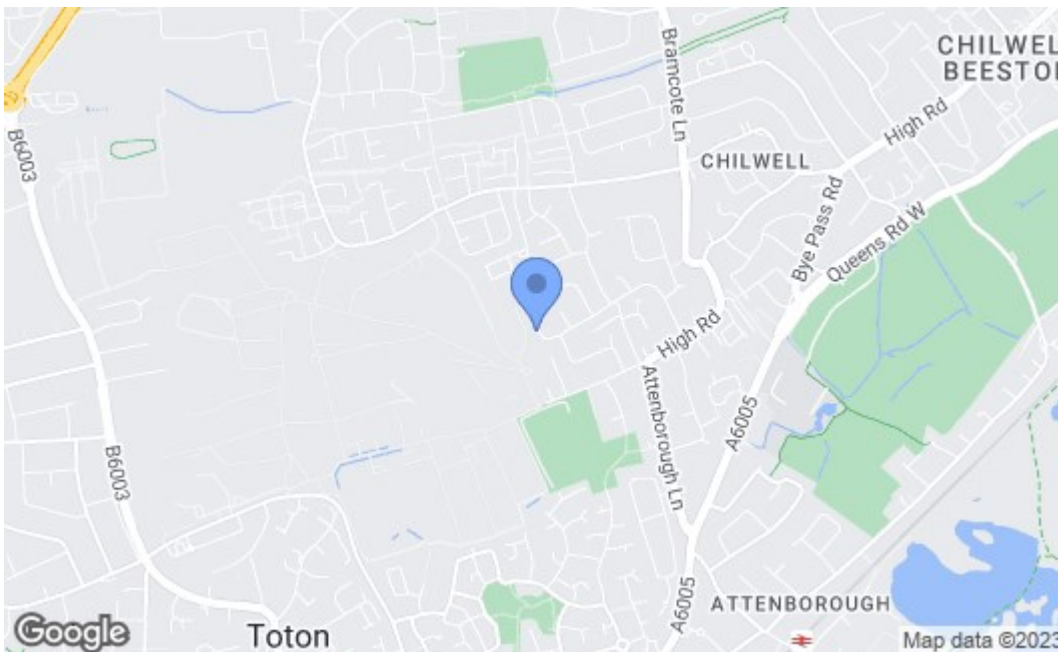 Bramcote Ln
CHILWEL
BEESTO
High Rd
B6003
CHILWELL
Bye Pass Rd
Queens Rd W
High Rd
Attenborough Ln
A6005
B6003
A6005
ATTENBOROUGH
Google
Toton
Map data ©2023